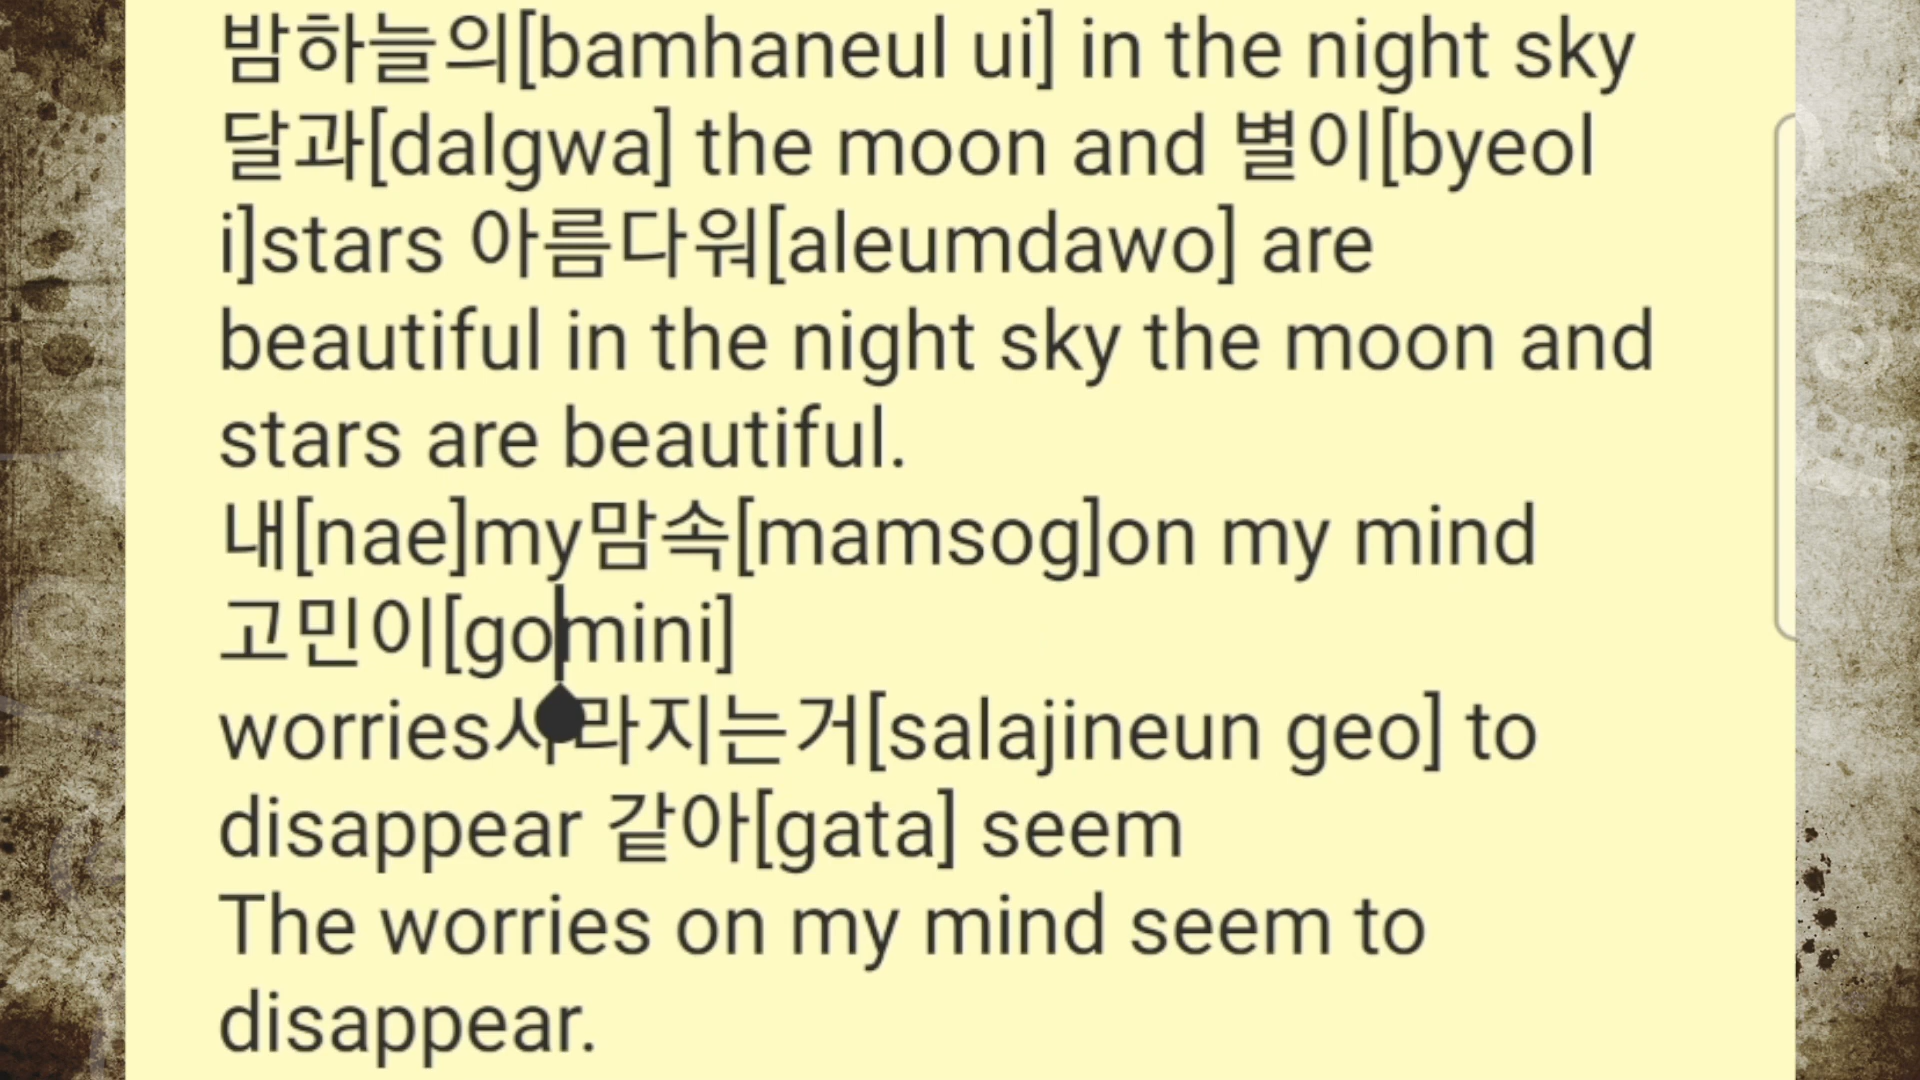 밤하늘의[bamhaneul ui] in the night sky
달과[dalgwa] the moon and 별이[byeol
i]stars 아름다워[aleumdawo] are
beautiful in the night sky the moon and
stars are beautiful.
내[nae]my맘속[mamsog]on my mind
고민이[gomini]
worries사라지는거[salajineun geo] to
disappear 같아[gata] seem
The worries on my mind seem to
disappear.